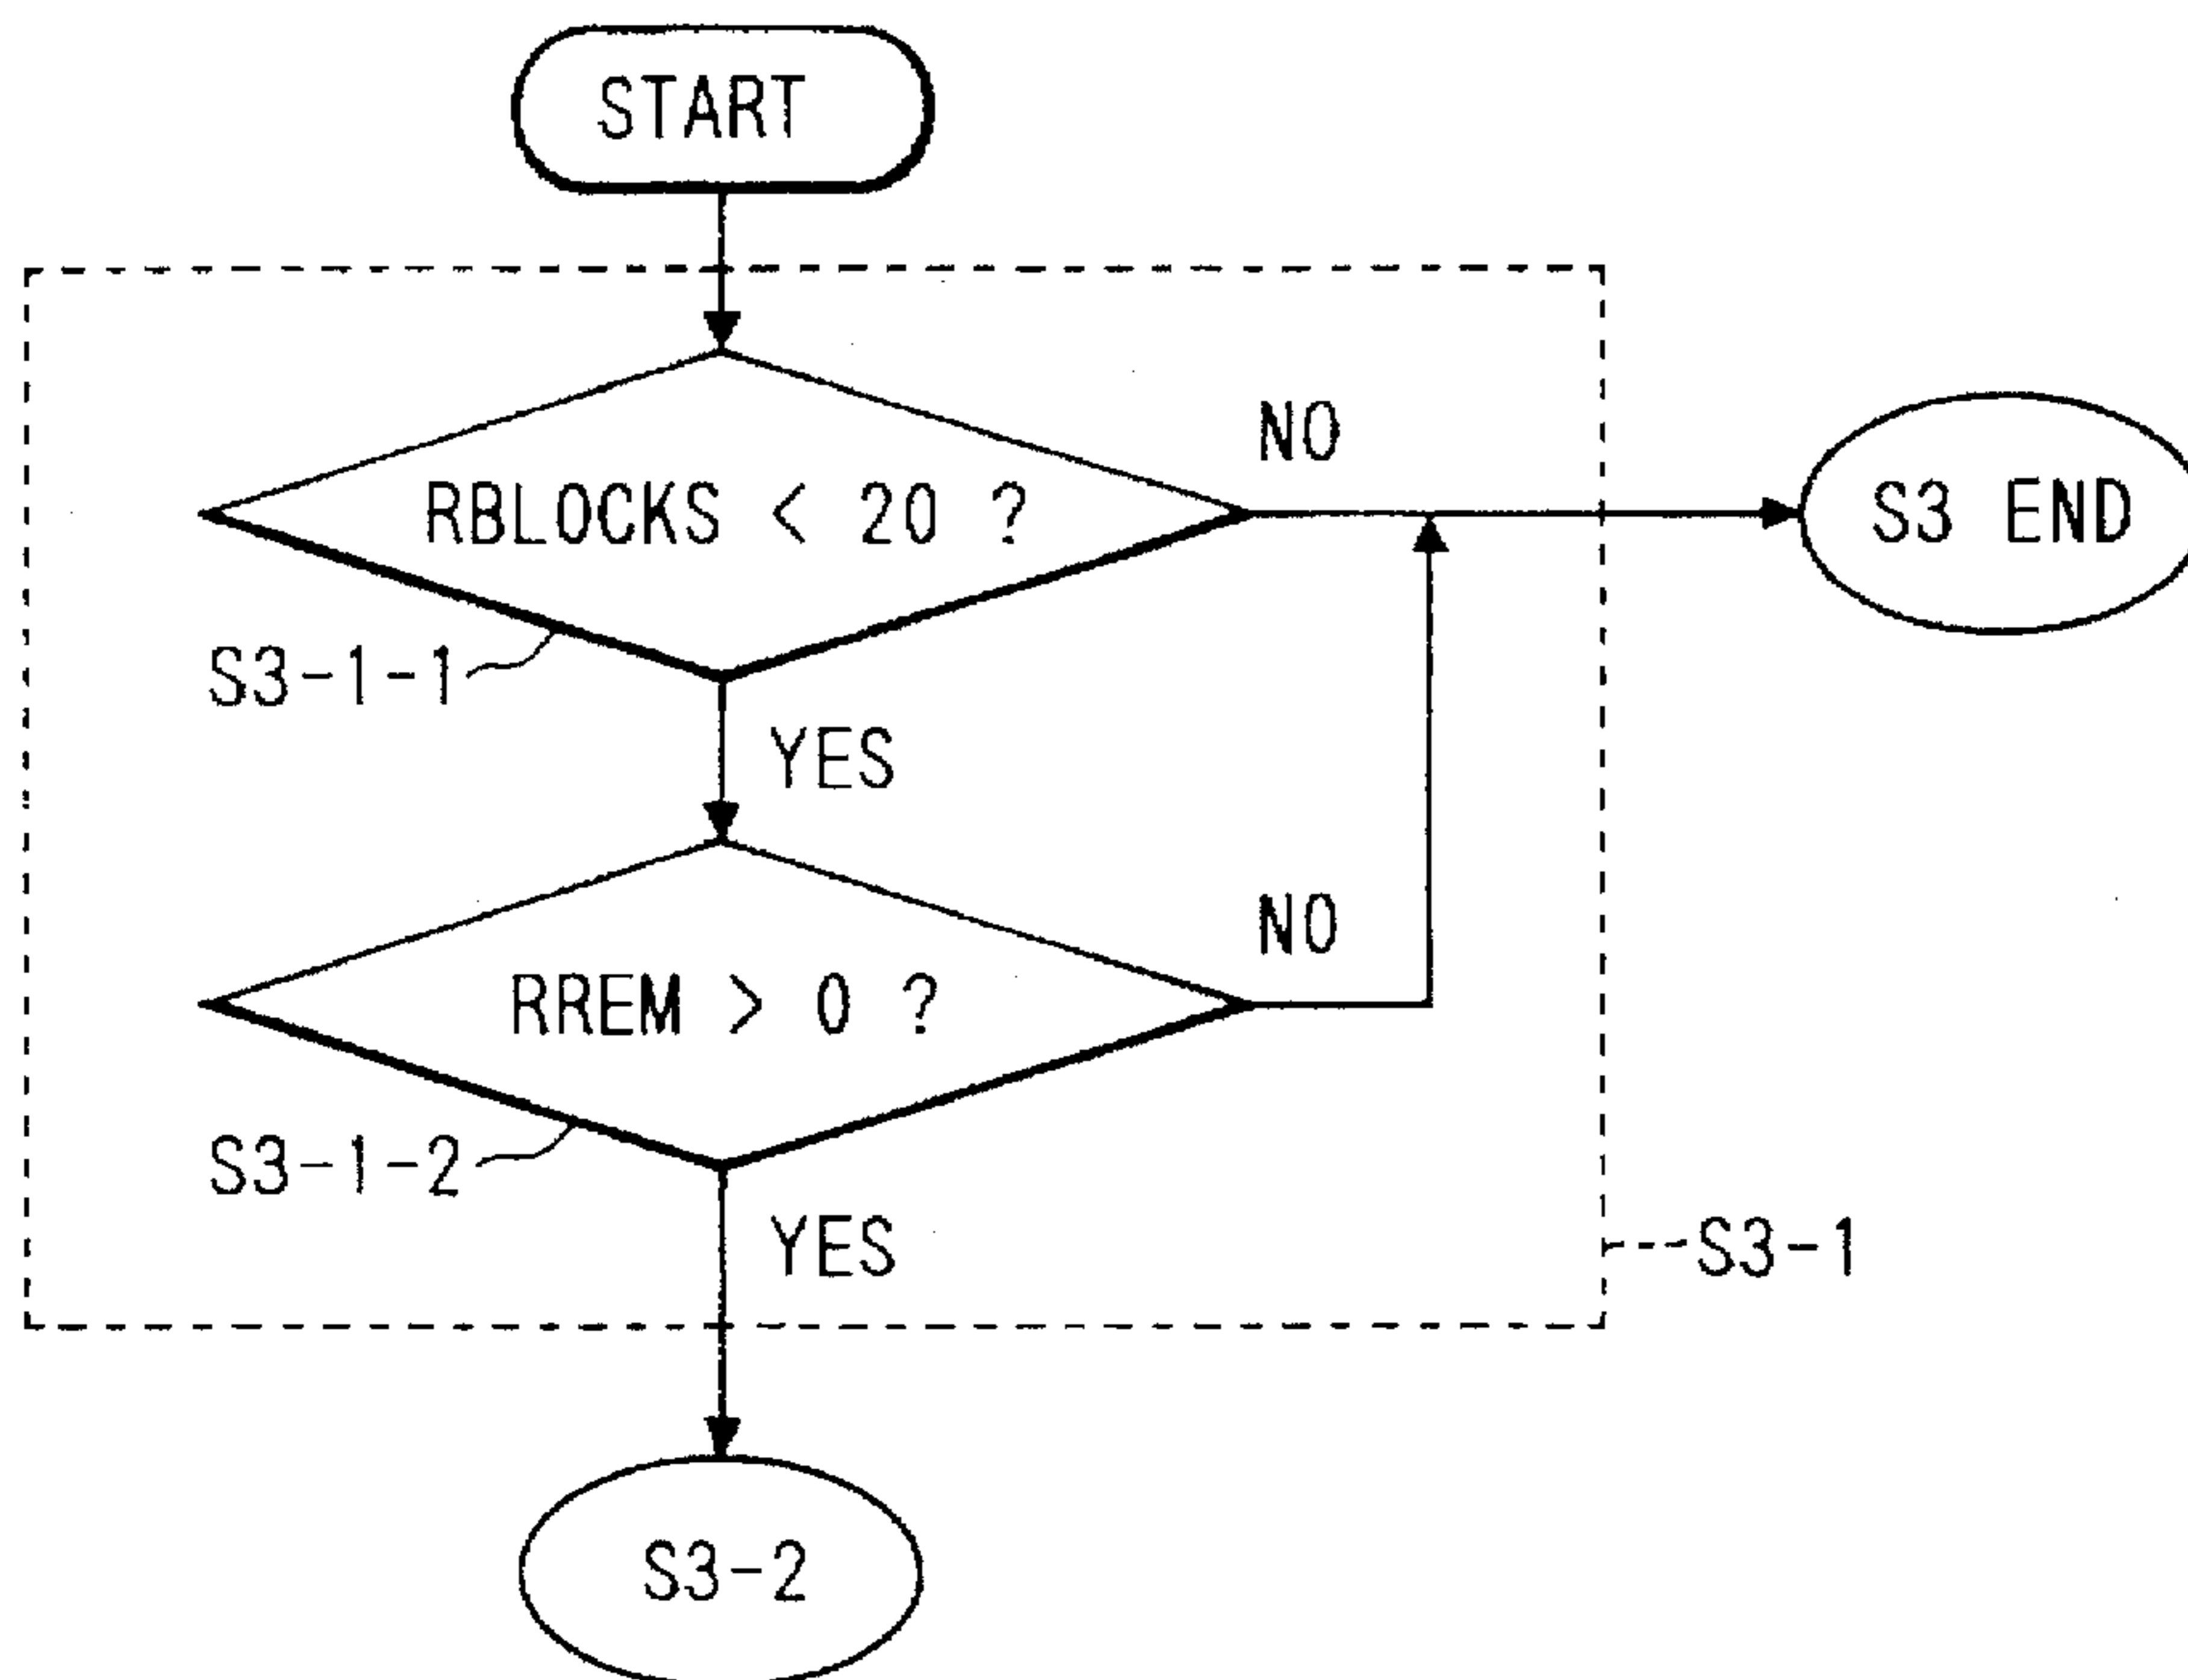 START
NO
RBLOCKS < 20 ?
S3 END
S3-1-1
YES
NO
RREM > 0 ?
S3-1-2
YES
S3-1
S3-2